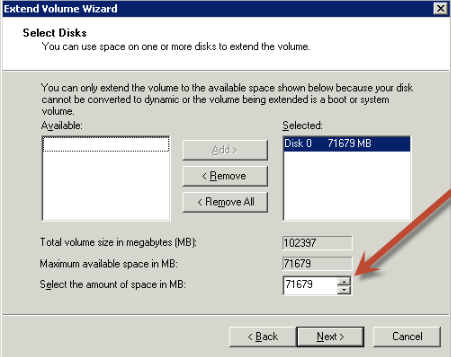 Extend Volume Wizard
Select Disks
You can use space on one or more disks to extend the volume.
You can only extend the volume to the available space shown below because your disk
cannot be converted to dynamic or the volume being extended is a boot or system
volume.
Available:
Selected:
Add >
Disk 0 71679 MB
< Remove
< Remove All
Total volume size in megabytes (MB): 102397
Maximum available space in MB: 71679
Select the amount of space in MB: 71679
< Back Next > Cancel